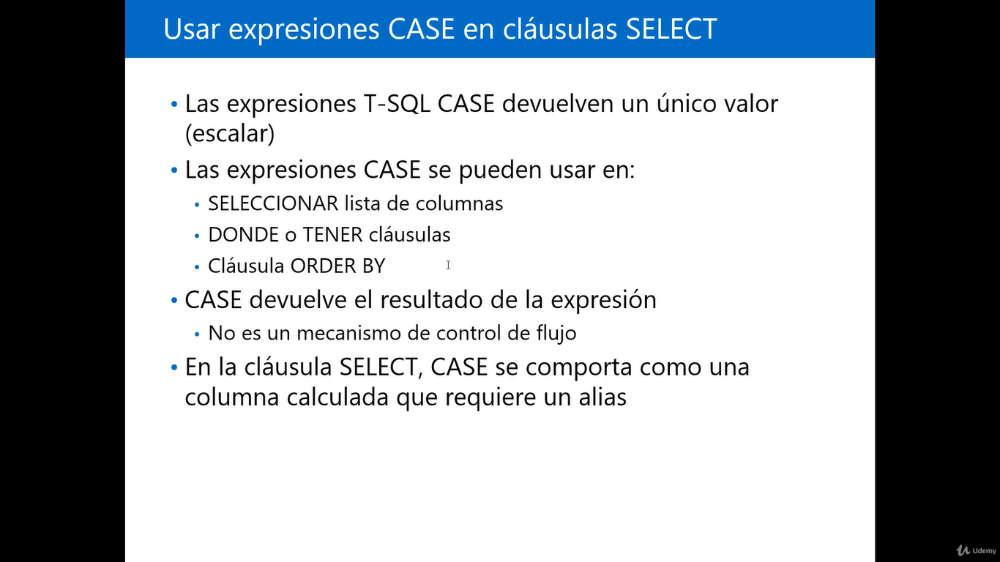 Usar expresiones CASE en cláusulas SELECT
• Las expresiones T-SQL CASE devuelven un único valor
(escalar)
• Las expresiones CASE se pueden usar en:
• SELECCIONAR lista de columnas
• DONDE o TENER cláusulas
• Cláusula ORDER BY
• CASE devuelve el resultado de la expresión
• No es un mecanismo de control de flujo
• En la cláusula SELECT, CASE se comporta como una
columna calculada que requiere un alias
Udemy